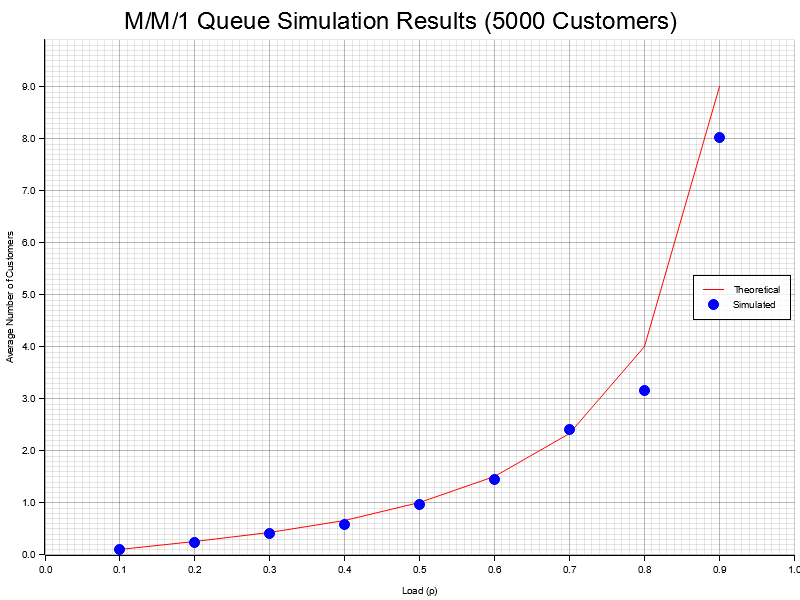 M/M/1 Queue Simulation Results (5000 Customers)
9.0
8.0
7.0
6.0
5.0
4.0
3.0
2.0
1.0
0.0
Average Number of Customers
Theoretical
Simulated
0.0 0.1 0.2 0.3 0.4 0.5 0.6 0.7 0.8 0.9 1.0
Load (ρ)